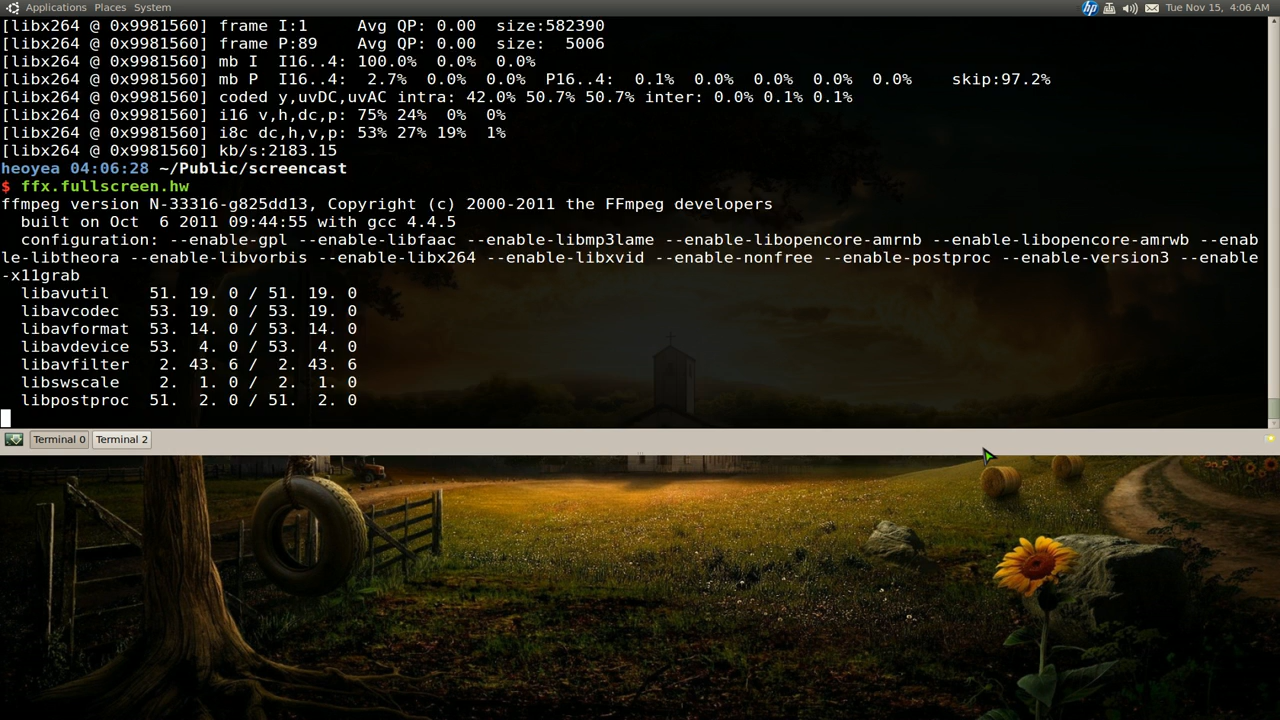 Applications Places System
hp
Tue Nov 15, 4:06 AM
[libx264 @ 0x9981560] frame I:1     Avg QP: 0.00  size:582390
[libx264 @ 0x9981560] frame P:89    Avg QP: 0.00  size:  5006
[libx264 @ 0x9981560] mb I  I16..4: 100.0%  0.0%  0.0%
[libx264 @ 0x9981560] mb P  I16..4:  2.7%  0.0%  0.0%  P16..4:  0.1%  0.0%  0.0%  0.0%  0.0%    skip:97.2%
[libx264 @ 0x9981560] coded y,uvDC,uvAC intra: 42.0% 50.7% 50.7% inter: 0.0% 0.1% 0.1%
[libx264 @ 0x9981560] i16 v,h,dc,p: 75% 24%  0%  0%
[libx264 @ 0x9981560] i8c dc,h,v,p: 53% 27% 19%  1%
[libx264 @ 0x9981560] kb/s:2183.15
heoyea 04:06:28 ~/Public/screencast
$ ffx.fullscreen.hw
ffmpeg version N-33316-g825dd13, Copyright (c) 2000-2011 the FFmpeg developers
  built on Oct  6 2011 09:44:55 with gcc 4.4.5
  configuration: --enable-gpl --enable-libfaac --enable-libmp3lame --enable-libopencore-amrnb --enable-libopencore-amrwb --enab
le-libtheora --enable-libvorbis --enable-libx264 --enable-libxvid --enable-nonfree --enable-postproc --enable-version3 --enable
-x11grab
  libavutil    51. 19. 0 / 51. 19. 0
  libavcodec   53. 19. 0 / 53. 19. 0
  libavformat  53. 14. 0 / 53. 14. 0
  libavdevice  53.  4. 0 / 53.  4. 0
  libavfilter   2. 43. 6 /  2. 43. 6
  libswscale    2.  1. 0 /  2.  1. 0
  libpostproc  51.  2. 0 / 51.  2. 0
Terminal 0 Terminal 2